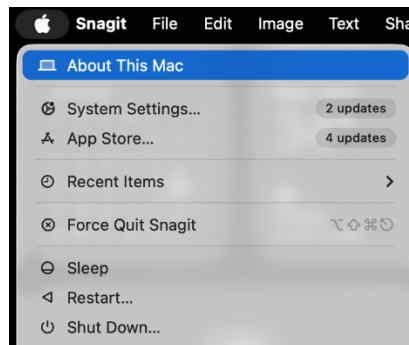 Snagit File Edit Image Text Sha
About This Mac
System Settings... 2 updates
App Store... 4 updates
Recent Items
Force Quit Snagit ⌥⇧⌘⎋
Sleep
Restart...
Shut Down...